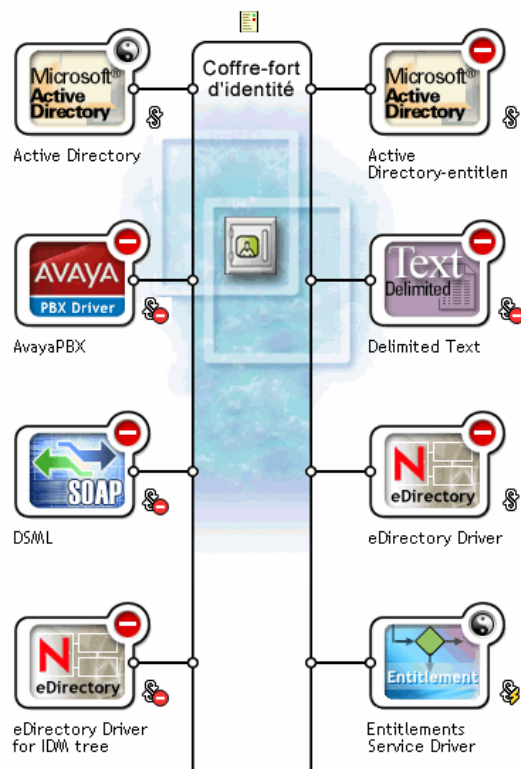 Coffre-fort
d'identité
Microsoft®
Active
Directory
Active Directory
Microsoft®
Active
Directory
Active
Directory-entitlen
AVAYA
PBX Driver
AvayaPBX
Text
Delimited
Delimited Text
SOAP
DSML
N
eDirectory
eDirectory Driver
N
eDirectory
eDirectory Driver
for IDM tree
Entitlement
Entitlements
Service Driver